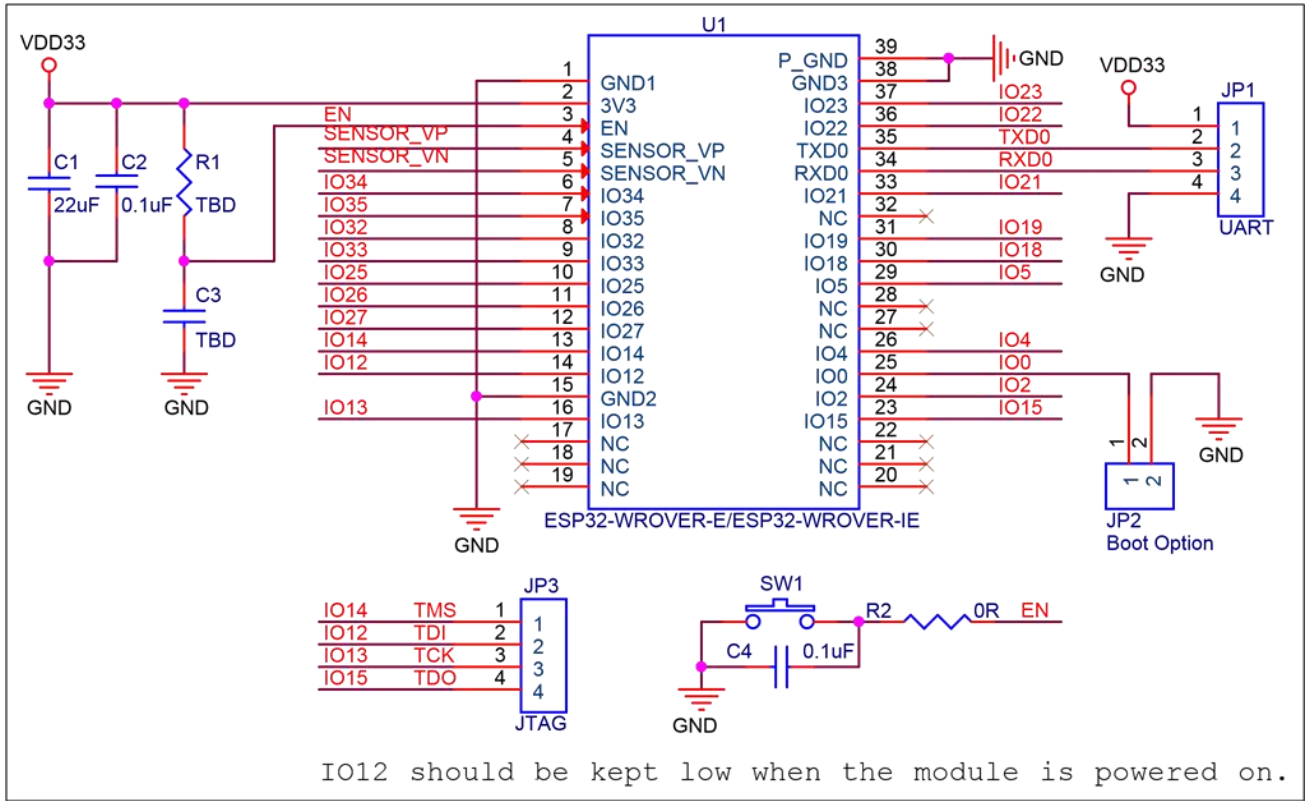 U1
VDD33
C1
22uF
C2
0.1uF
R1
TBD
C3
TBD
GND
GND
EN
SENSOR_VP
SENSOR_VN
IO34
IO35
IO32
IO33
IO25
IO26
IO27
IO14
IO12
IO13
1 GND1
2 3V3
3 EN
4 SENSOR_VP
5 SENSOR_VN
6 IO34
7 IO35
8 IO32
9 IO33
10 IO25
11 IO26
12 IO27
13 IO14
14 IO12
15 GND2
16 IO13
17 NC
18 NC
19 NC
GND
P_GND 39
GND3 38
IO23 37 IO23
IO22 36 IO22
TXD0 35 TXD0
RXD0 34 RXD0
IO21 33 IO21
NC 32
IO19 31 IO19
IO18 30 IO18
IO5 29 IO5
NC 28
NC 27
IO4 26 IO4
IO0 25 IO0
IO2 24 IO2
IO15 23 IO15
NC 22
NC 21
NC 20
GND
ESP32-WROVER-E/ESP32-WROVER-IE
VDD33
JP1
1 1
2 2
3 3
4 4
UART
GND
1 2
1 2
JP2
Boot Option
GND
JP3
IO14 TMS 1 1
IO12 TDI 2 2
IO13 TCK 3 3
IO15 TDO 4 4
JTAG
SW1
R2 0R EN
C4 0.1uF
GND
IO12 should be kept low when the module is powered on.